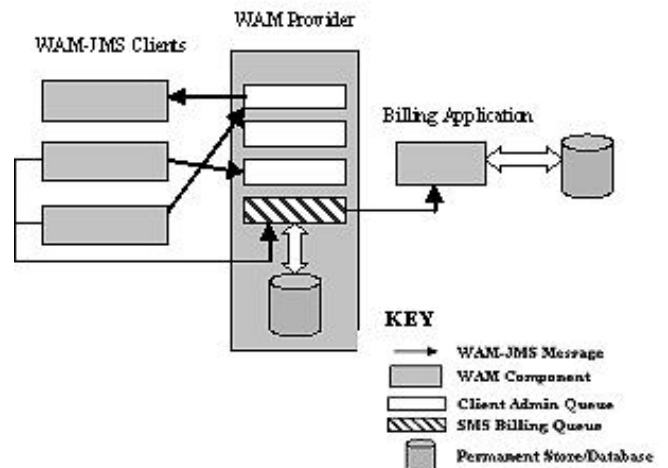 WAM Provider
WAM-JMS Clients
Billing Application
KEY
WAM-JMS Message
WAM Component
Client Admin Queue
SMS Billing Queue
Permanent Store/Database